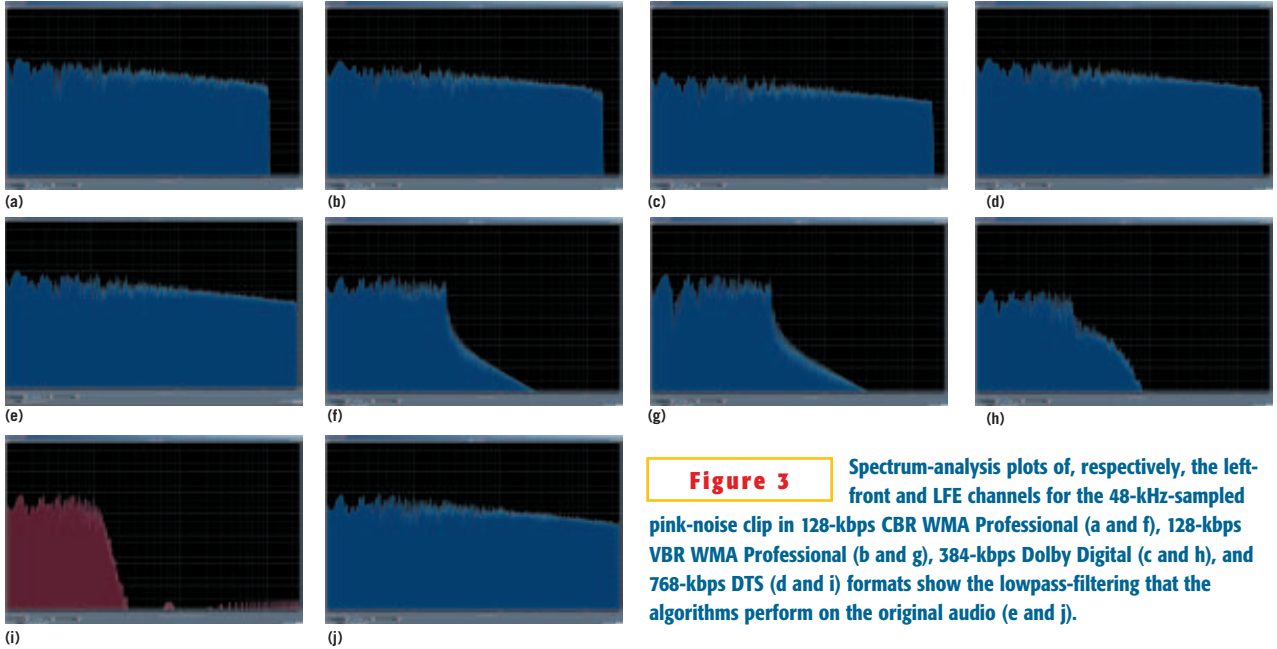 (a)
(b)
(c)
(d)
(e)
(f)
(g)
(h)
(i)
(j)
Figure 3
Spectrum-analysis plots of, respectively, the left-
front and LFE channels for the 48-kHz-sampled
pink-noise clip in 128-kbps CBR WMA Professional (a and f), 128-kbps
VBR WMA Professional (b and g), 384-kbps Dolby Digital (c and h), and
768-kbps DTS (d and i) formats show the lowpass-filtering that the
algorithms perform on the original audio (e and j).